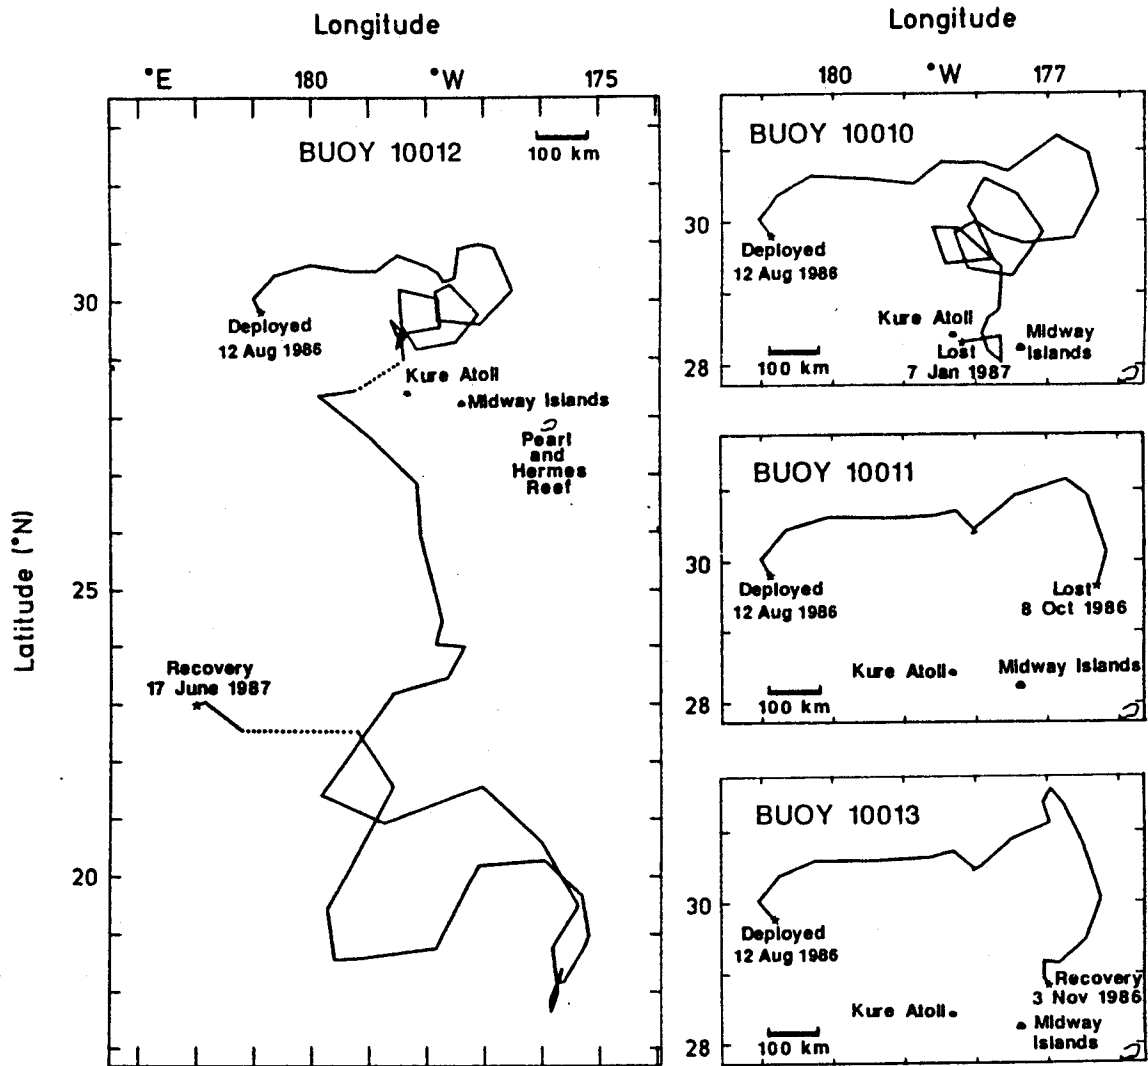 Longitude
°E 180 °W 175
BUOY 10012
100 km
30
Deployed
12 Aug 1986
Kure Atoll
Midway Islands
Pearl
and
Hermes
Reef
25
Latitude (°N)
Recovery
17 June 1987
20
Longitude
180 °W 177
BUOY 10010
30
Deployed
12 Aug 1986
Kure Atoll
Midway
Islands
Lost
7 Jan 1987
100 km
28
BUOY 10011
30
Deployed
12 Aug 1986
Lost
8 Oct 1986
Kure Atoll
Midway Islands
100 km
28
BUOY 10013
30
Deployed
12 Aug 1986
Recovery
3 Nov 1986
Kure Atoll
Midway
Islands
100 km
28